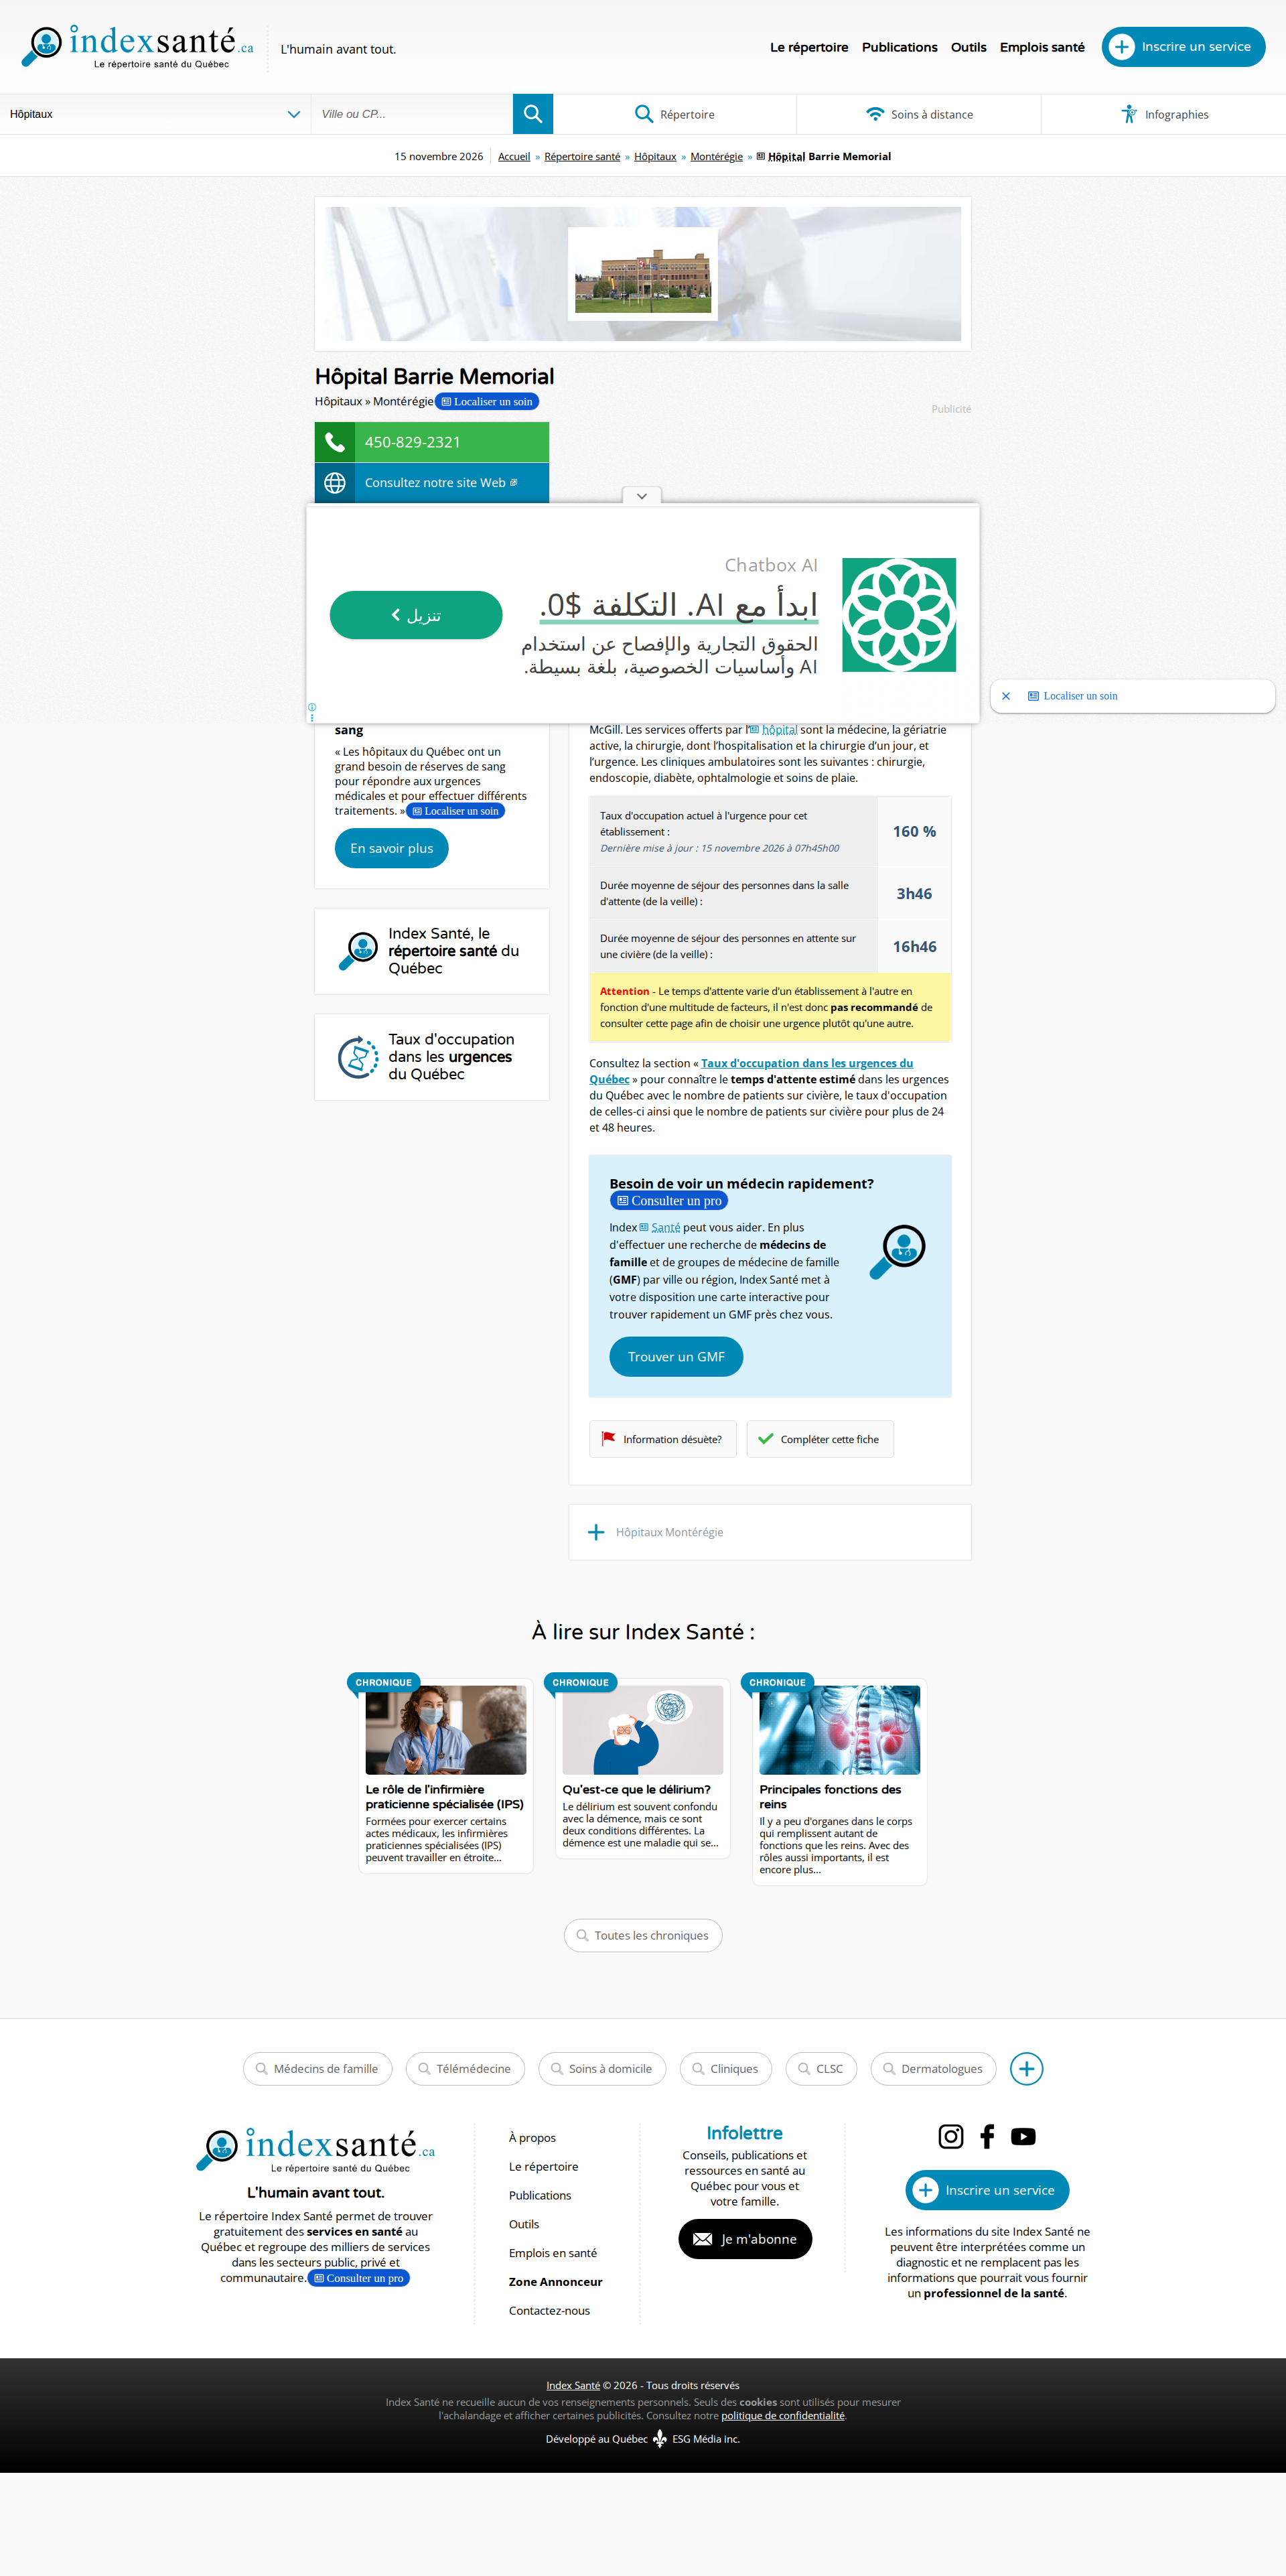 indexsanté.ca
Le répertoire santé du Québec
L'humain avant tout.
Le répertoire
Publications
Outils
Emplois santé
Inscrire un service
Hôpitaux
Ville ou CP...
Répertoire
Soins à distance
Infographies
15 novembre 2026
Accueil » Répertoire santé » Hôpitaux » Montérégie » Hôpital Barrie Memorial
Hôpital Barrie Memorial
Hôpitaux » Montérégie Localiser un soin
Publicité
450-829-2321
Consultez notre site Web
Chatbox AI
ابدأ مع AI. التكلفة $0.
الحقوق التجارية والإفصاح عن استخدام
AI وأساسيات الخصوصية، بلغة بسيطة.
تنزيل
Localiser un soin
sang
« Les hôpitaux du Québec ont un
grand besoin de réserves de sang
pour répondre aux urgences
médicales et pour effectuer différents
traitements. » Localiser un soin
En savoir plus
Index Santé, le
répertoire santé du
Québec
Taux d'occupation
dans les urgences
du Québec
McGill. Les services offerts par l'hôpital sont la médecine, la gériatrie
active, la chirurgie, dont l’hospitalisation et la chirurgie d’un jour, et
l’urgence. Les cliniques ambulatoires sont les suivantes : chirurgie,
endoscopie, diabète, ophtalmologie et soins de plaie.
Taux d'occupation actuel à l'urgence pour cet
établissement :
Dernière mise à jour : 15 novembre 2026 à 07h45h00
160 %
Durée moyenne de séjour des personnes dans la salle
d'attente (de la veille) :
3h46
Durée moyenne de séjour des personnes en attente sur
une civière (de la veille) :
16h46
Attention - Le temps d'attente varie d'un établissement à l'autre en
fonction d'une multitude de facteurs, il n'est donc pas recommandé de
consulter cette page afin de choisir une urgence plutôt qu'une autre.
Consultez la section « Taux d'occupation dans les urgences du
Québec » pour connaître le temps d'attente estimé dans les urgences
du Québec avec le nombre de patients sur civière, le taux d'occupation
de celles-ci ainsi que le nombre de patients sur civière pour plus de 24
et 48 heures.
Besoin de voir un médecin rapidement?
Consulter un pro
Index Santé peut vous aider. En plus
d'effectuer une recherche de médecins de
famille et de groupes de médecine de famille
(GMF) par ville ou région, Index Santé met à
votre disposition une carte interactive pour
trouver rapidement un GMF près chez vous.
Trouver un GMF
Information désuète?
Compléter cette fiche
Hôpitaux Montérégie
À lire sur Index Santé :
CHRONIQUE
Le rôle de l'infirmière
praticienne spécialisée (IPS)
Formées pour exercer certains
actes médicaux, les infirmières
praticiennes spécialisées (IPS)
peuvent travailler en étroite...
CHRONIQUE
Qu'est-ce que le délirium?
Le délirium est souvent confondu
avec la démence, mais ce sont
deux conditions différentes. La
démence est une maladie qui se...
CHRONIQUE
Principales fonctions des
reins
Il y a peu d'organes dans le corps
qui remplissent autant de
fonctions que les reins. Avec des
rôles aussi importants, il est
encore plus...
Toutes les chroniques
Médecins de famille
Télémédecine
Soins à domicile
Cliniques
CLSC
Dermatologues
indexsanté.ca
Le répertoire santé du Québec
L'humain avant tout.
Le répertoire Index Santé permet de trouver
gratuitement des services en santé au
Québec et regroupe des milliers de services
dans les secteurs public, privé et
communautaire. Consulter un pro
À propos
Le répertoire
Publications
Outils
Emplois en santé
Zone Annonceur
Contactez-nous
Infolettre
Conseils, publications et
ressources en santé au
Québec pour vous et
votre famille.
Je m'abonne
Inscrire un service
Les informations du site Index Santé ne
peuvent être interprétées comme un
diagnostic et ne remplacent pas les
informations que pourrait vous fournir
un professionnel de la santé.
Index Santé © 2026 - Tous droits réservés
Index Santé ne recueille aucun de vos renseignements personnels. Seuls des cookies sont utilisés pour mesurer
l'achalandage et afficher certaines publicités. Consultez notre politique de confidentialité.
Développé au Québec ESG Média inc.